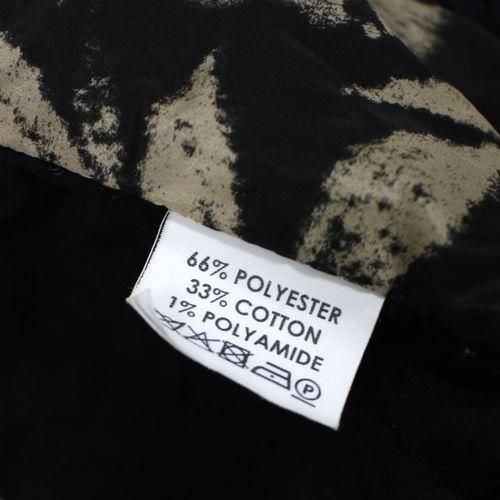 66% POLYESTER
33% COTTON
1% POLYAMIDE
P